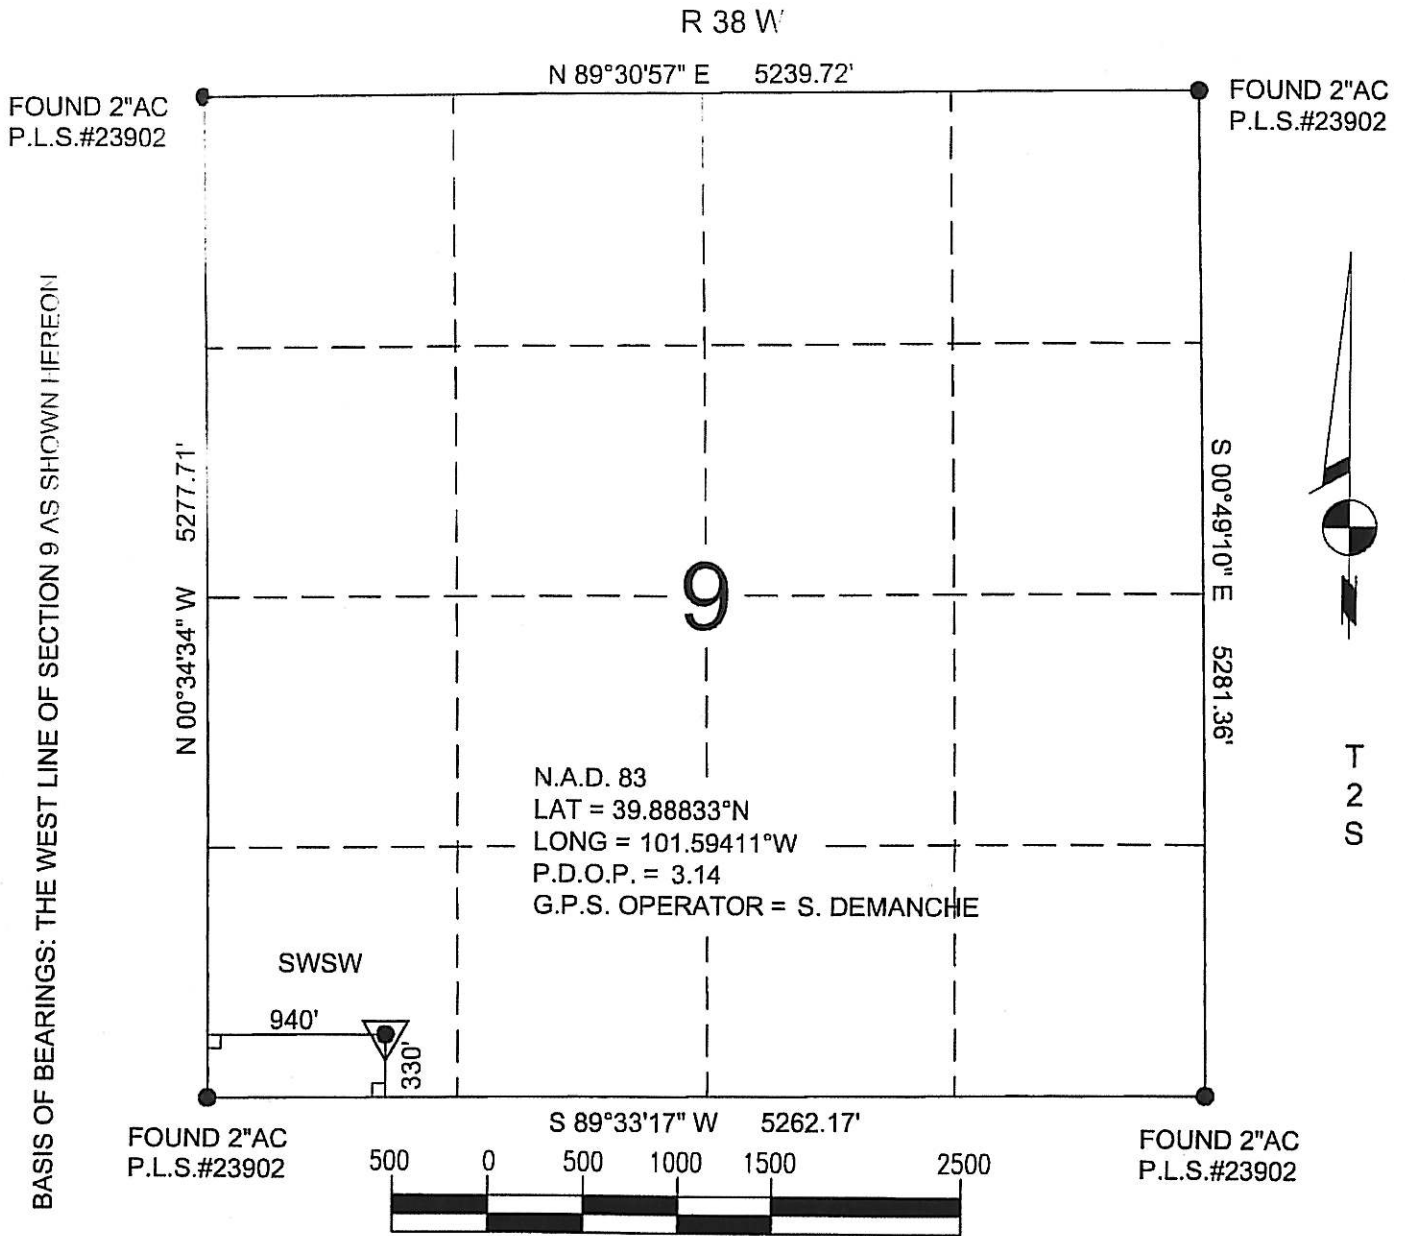 R 38 W
N 89°30'57" E 5239.72'
FOUND 2"AC
P.L.S.#23902
FOUND 2"AC
P.L.S.#23902
BASIS OF BEARINGS: THE WEST LINE OF SECTION 9 AS SHOWN HEREON
N 00°34'34" W 5277.71'
S 00°49'10" E 5281.36'
N
9
T
2
S
N.A.D. 83
LAT = 39.88833°N
LONG = 101.59411°W
P.D.O.P. = 3.14
G.P.S. OPERATOR = S. DEMANCHE
SWSW
940'
330'
S 89°33'17" W 5262.17'
FOUND 2"AC
P.L.S.#23902
FOUND 2"AC
P.L.S.#23902
500 0 500 1000 1500 2500